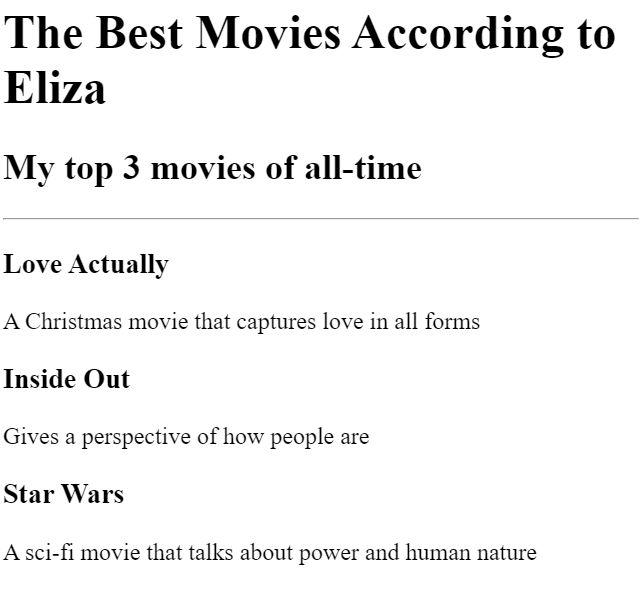 The Best Movies According to
Eliza
My top 3 movies of all-time
Love Actually
A Christmas movie that captures love in all forms
Inside Out
Gives a perspective of how people are
Star Wars
A sci-fi movie that talks about power and human nature